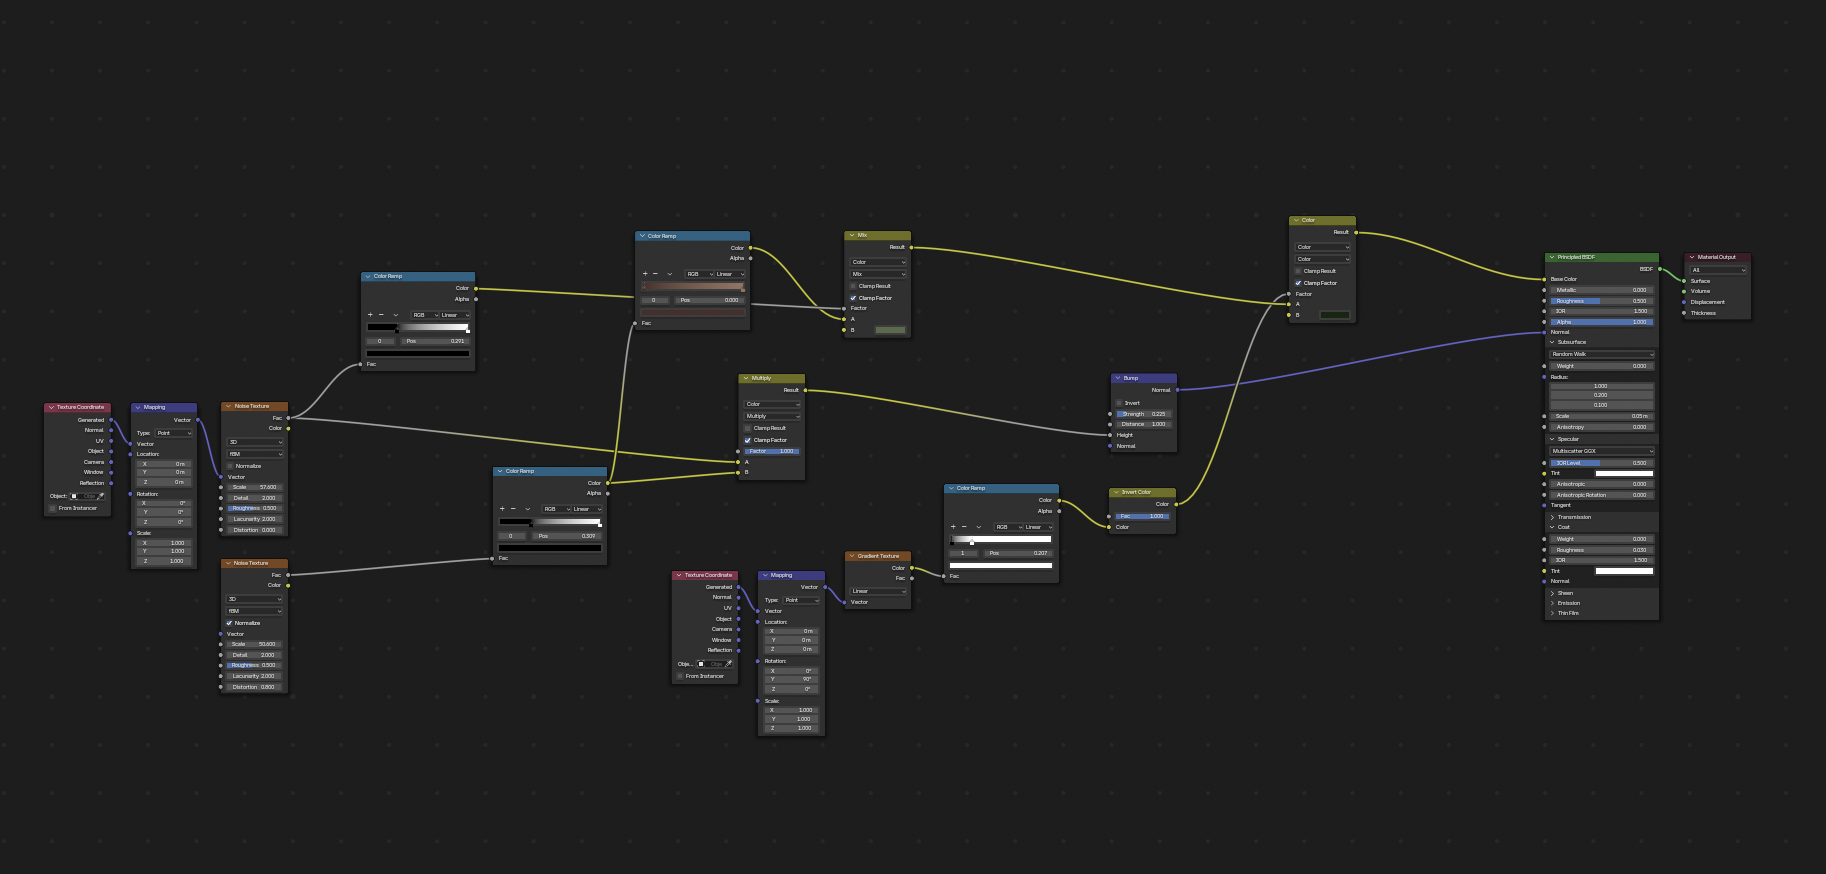 Texture Coordinate
Generated
Normal
UV
Object
Camera
Window
Reflection
Object:
From Instancer
Mapping
Vector
Type: Point
Vector
Location:
X 0 m
Y 0 m
Z 0 m
Rotation:
X 0°
Y 0°
Z 0°
Scale:
X 1.000
Y 1.000
Z 1.000
Noise Texture
Fac
Color
3D
fBM
Normalize
Vector
Scale 57.600
Detail 2.000
Roughness 0.500
Lacunarity 2.000
Distortion 0.000
Noise Texture
Fac
Color
3D
fBM
Normalize
Vector
Scale 50.600
Detail 2.000
Roughness 0.500
Lacunarity 2.000
Distortion 0.800
Color Ramp
Color
Alpha
RGB Linear
0 Pos 0.291
Fac
Color Ramp
Color
Alpha
RGB Linear
0 Pos 0.309
Fac
Color Ramp
Color
Alpha
RGB Linear
0 Pos 0.000
Fac
Mix
Result
Color
Mix
Clamp Result
Clamp Factor
Factor
A
B
Multiply
Result
Color
Multiply
Clamp Result
Clamp Factor
Factor 1.000
A
B
Texture Coordinate
Generated
Normal
UV
Object
Camera
Window
Reflection
Obje...
From Instancer
Mapping
Vector
Type: Point
Vector
Location:
X 0 m
Y 0 m
Z 0 m
Rotation:
X 0°
Y 90°
Z 0°
Scale:
X 1.000
Y 1.000
Z 1.000
Gradient Texture
Color
Fac
Linear
Vector
Color Ramp
Color
Alpha
RGB Linear
1 Pos 0.207
Fac
Bump
Normal
Invert
Strength 0.225
Distance 1.000
Height
Normal
Invert Color
Color
Fac 1.000
Color
Color
Result
Color
Color
Clamp Result
Clamp Factor
Factor
A
B
Principled BSDF
BSDF
Base Color
Metallic 0.000
Roughness 0.500
IOR 1.500
Alpha 1.000
Normal
Subsurface
Random Walk
Weight 0.000
Radius:
1.000
0.200
0.100
Scale 0.05 m
Anisotropy 0.000
Specular
Multiscatter GGX
IOR Level 0.500
Tint
Anisotropic 0.000
Anisotropic Rotation 0.000
Tangent
Transmission
Coat
Weight 0.000
Roughness 0.030
IOR 1.500
Tint
Normal
Sheen
Emission
Thin Film
Material Output
All
Surface
Volume
Displacement
Thickness